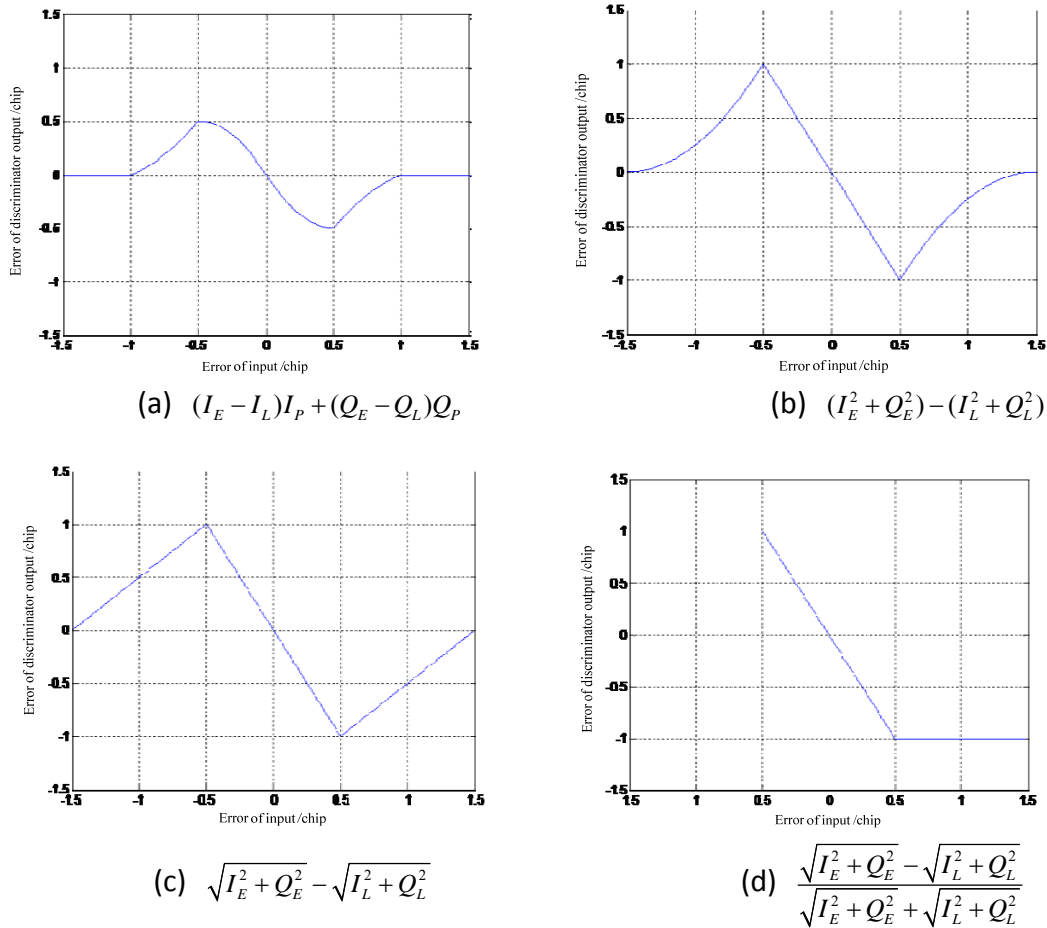 1.5
1
0.5
0
-0.5
-1
-1.5
-1.5 -1 -0.5 0 0.5 1 1.5
Error of discriminator output /chip
Error of input /chip
(a) (I_E − I_L)I_P + (Q_E − Q_L)Q_P
1.5
1
0.5
0
-0.5
-1
-1.5
-1.5 -1 -0.5 0 0.5 1 1.5
Error of discriminator output /chip
Error of input /chip
(b) (I_E^2 + Q_E^2) − (I_L^2 + Q_L^2)
1.5
1
0.5
0
-0.5
-1
-1.5
-1.5 -1 -0.5 0 0.5 1 1.5
Error of discriminator output /chip
Error of input /chip
(c) √(I_E^2 + Q_E^2) − √(I_L^2 + Q_L^2)
1.5
1
0.5
0
-0.5
-1
-1.5
1.5 1 0.5 0 0.5 1 1.5
Error of discriminator output /chip
Error of input /chip
(d) (√(I_E^2 + Q_E^2) − √(I_L^2 + Q_L^2)) / (√(I_E^2 + Q_E^2) + √(I_L^2 + Q_L^2))